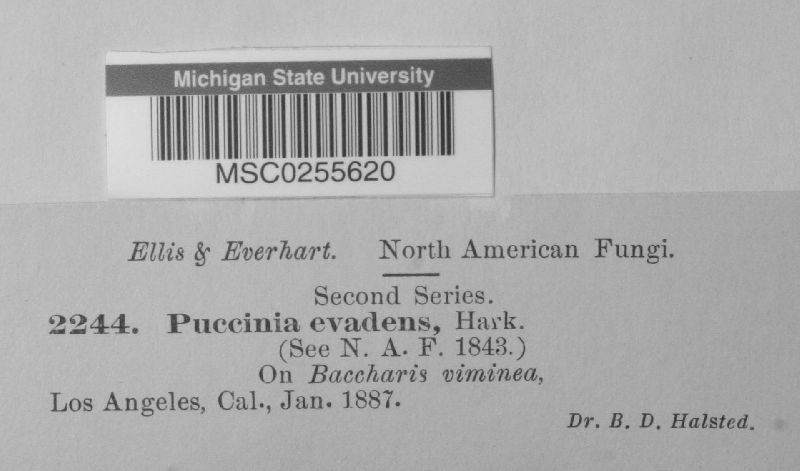 Michigan State University
MSC0255620
Ellis & Everhart. North American Fungi.
Second Series.
2244. Puccinia evadens, Hark.
(See N. A. F. 1843.)
On Baccharis viminea,
Los Angeles, Cal., Jan. 1887.
Dr. B. D. Halsted.